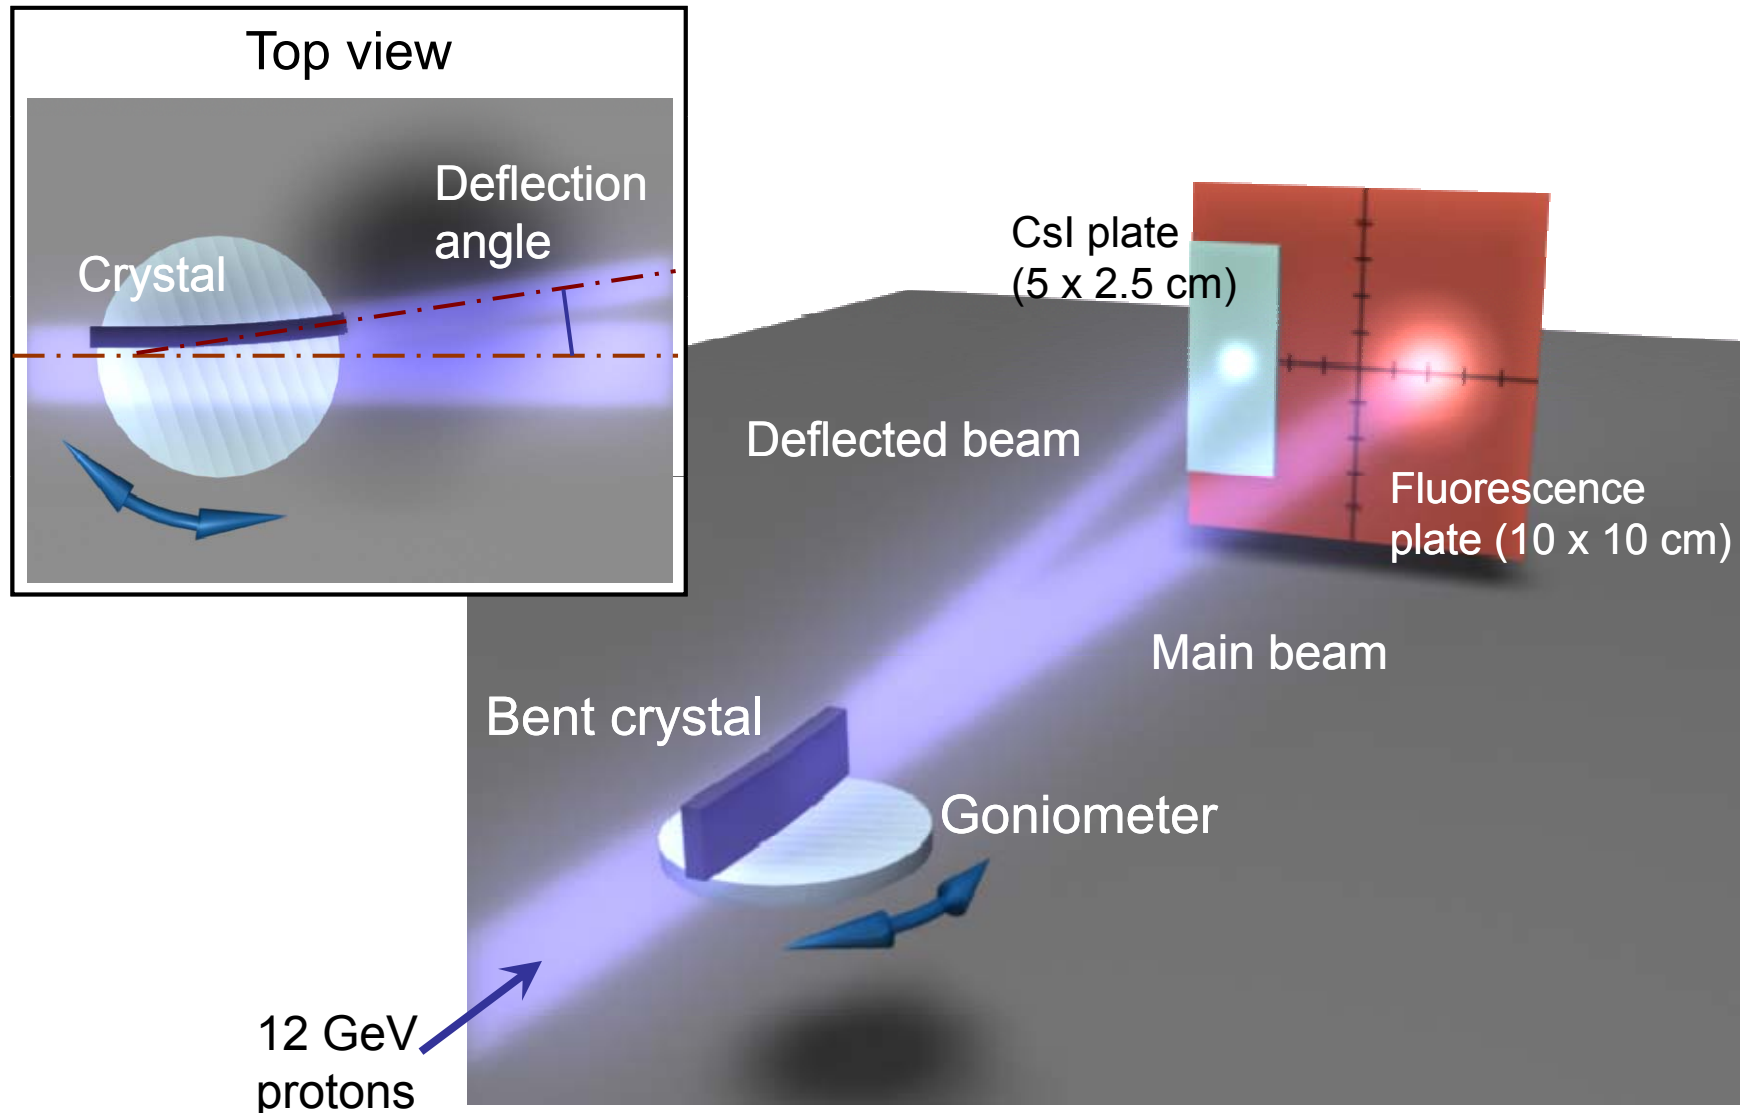 Top view
Deflection
angle
Crystal
CsI plate
(5 x 2.5 cm)
Deflected beam
Fluorescence
plate (10 x 10 cm)
Main beam
Bent crystal
Goniometer
12 GeV
protons